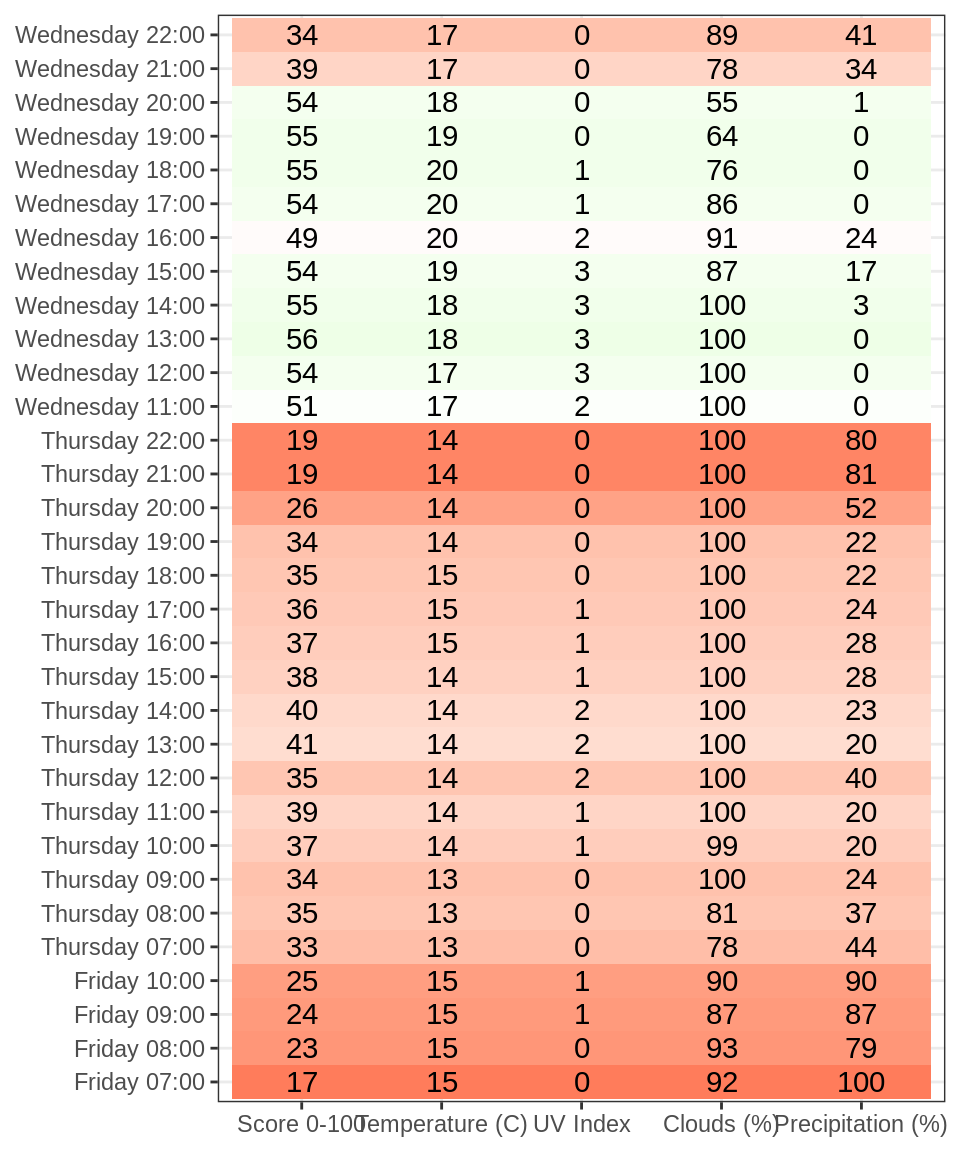 Wednesday 22:00 34 17 0 89 41
Wednesday 21:00 39 17 0 78 34
Wednesday 20:00 54 18 0 55 1
Wednesday 19:00 55 19 0 64 0
Wednesday 18:00 55 20 1 76 0
Wednesday 17:00 54 20 1 86 0
Wednesday 16:00 49 20 2 91 24
Wednesday 15:00 54 19 3 87 17
Wednesday 14:00 55 18 3 100 3
Wednesday 13:00 56 18 3 100 0
Wednesday 12:00 54 17 3 100 0
Wednesday 11:00 51 17 2 100 0
Thursday 22:00 19 14 0 100 80
Thursday 21:00 19 14 0 100 81
Thursday 20:00 26 14 0 100 52
Thursday 19:00 34 14 0 100 22
Thursday 18:00 35 15 0 100 22
Thursday 17:00 36 15 1 100 24
Thursday 16:00 37 15 1 100 28
Thursday 15:00 38 14 1 100 28
Thursday 14:00 40 14 2 100 23
Thursday 13:00 41 14 2 100 20
Thursday 12:00 35 14 2 100 40
Thursday 11:00 39 14 1 100 20
Thursday 10:00 37 14 1 99 20
Thursday 09:00 34 13 0 100 24
Thursday 08:00 35 13 0 81 37
Thursday 07:00 33 13 0 78 44
Friday 10:00 25 15 1 90 90
Friday 09:00 24 15 1 87 87
Friday 08:00 23 15 0 93 79
Friday 07:00 17 15 0 92 100
Score 0-100 Temperature (C) UV Index Clouds (%) Precipitation (%)